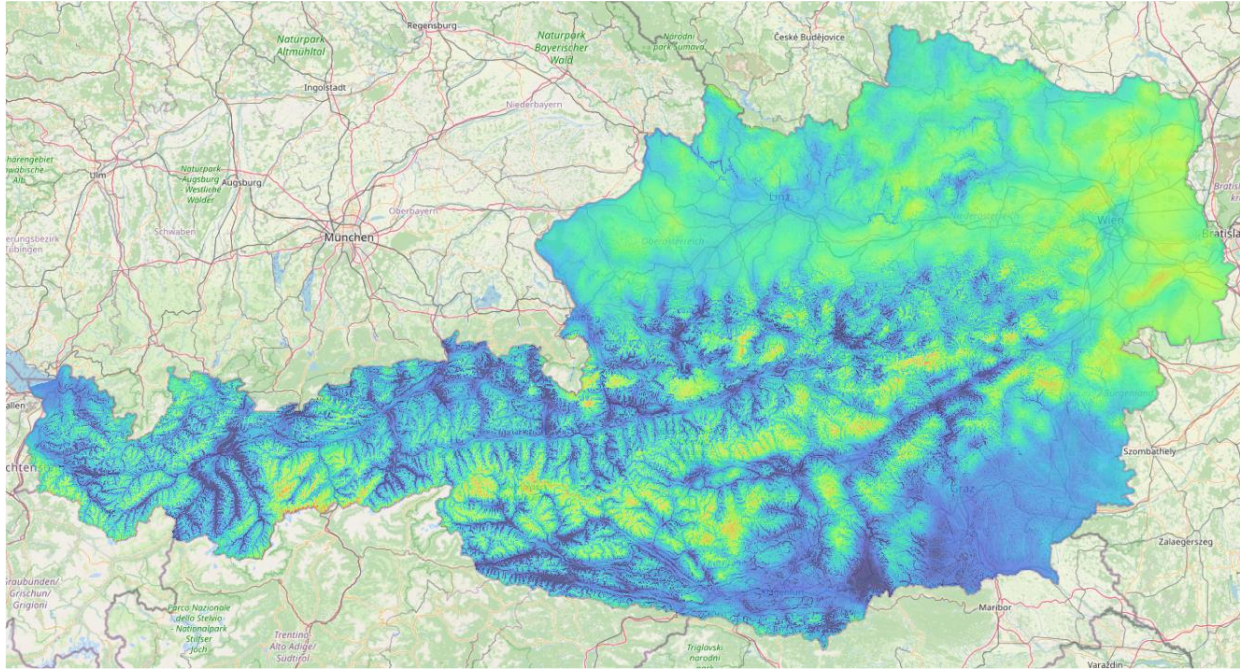 Regensburg
Naturpark
Altmühltal
Naturpark
Bayerischer
Wald
Národní
park Šumava
České Budějovice
Ingolstadt
Niederbayern
Ulm
Naturpark
Augsburg
Westliche
Wälder
Augsburg
Schwaben
Oberbayern
München
Linz
Oberösterreich
Wien
Bratisla
Szombathely
Graz
Zalaegerszeg
Graubünden/
Grischun/
Grigioni
Parco Nazionale
dello Stelvio
Nationalpark
Stilfser
Joch
Trentino-
Alto Adige/
Südtirol
Triglavski
narodni
Maribor
Varaždin